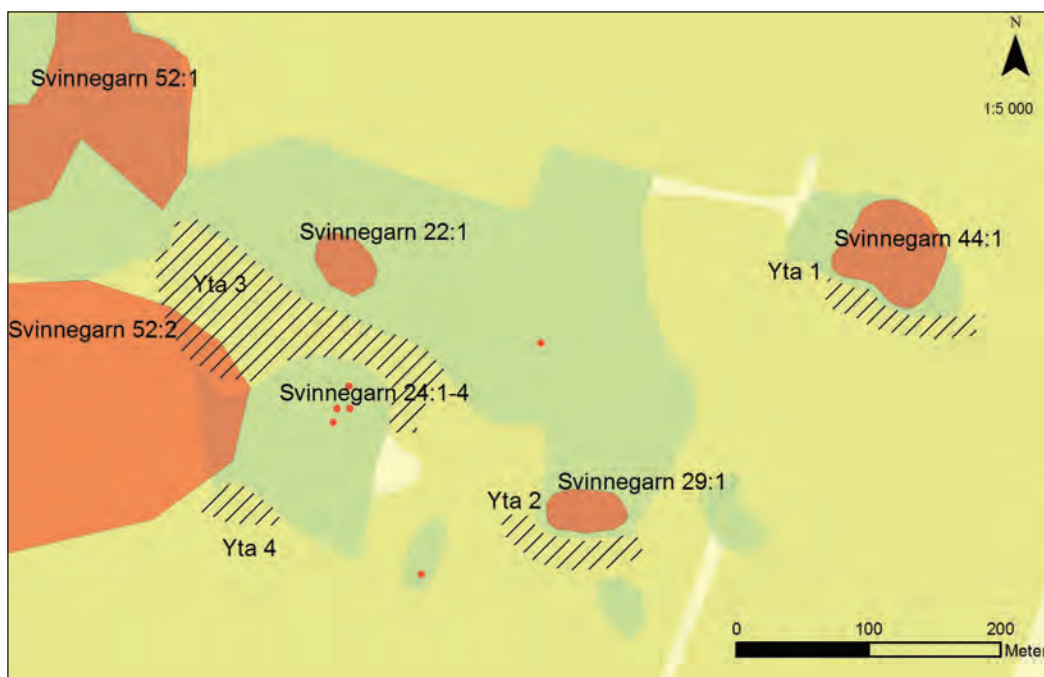 N
1:5 000
Svinnegarn 52:1
Svinnegarn 22:1
Svinnegarn 44:1
Yta 1
Yta 3
Svinnegarn 52:2
Svinnegarn 24:1-4
Svinnegarn 29:1
Yta 2
Yta 4
0 100 200
Meter